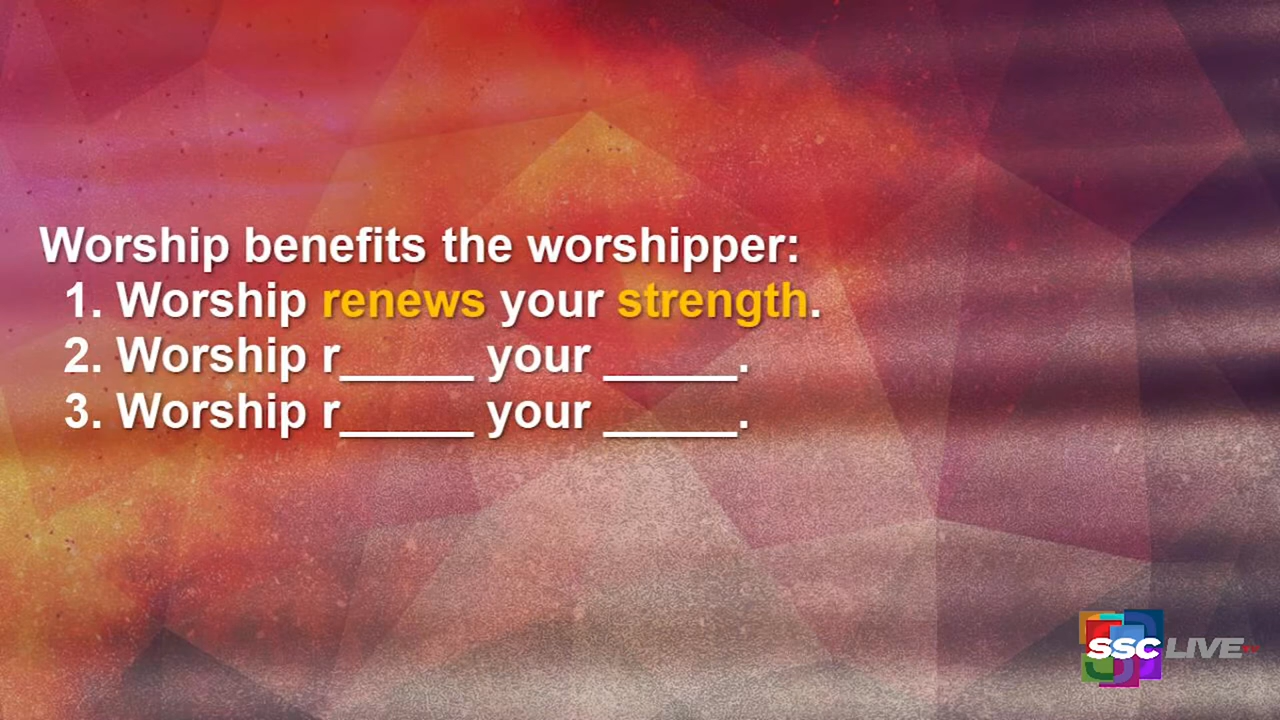 Worship benefits the worshipper:
1. Worship renews your strength.
2. Worship r_____ your _____.
3. Worship r_____ your _____.
SSC LIVE